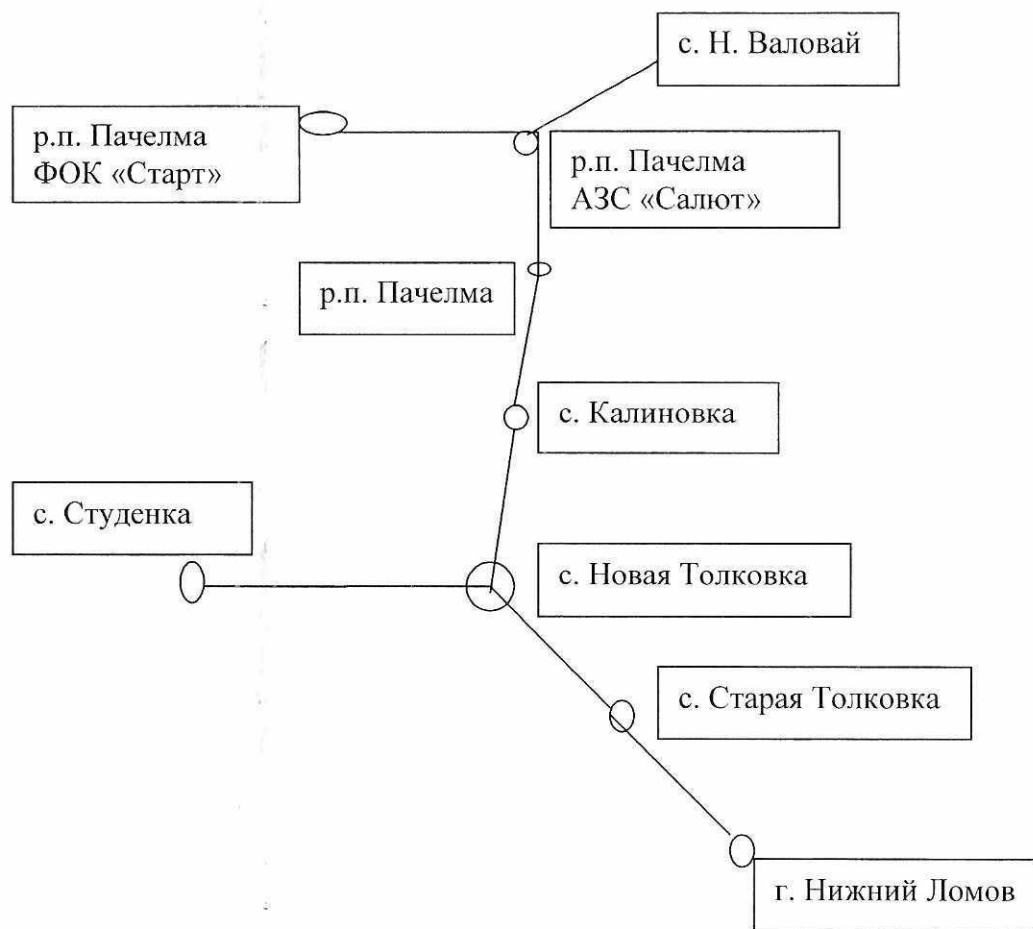 с. Н. Валовай
р.п. Пачелма
ФОК «Старт»
р.п. Пачелма
АЗС «Салют»
р.п. Пачелма
с. Калиновка
с. Студенка
с. Новая Толковка
с. Старая Толковка
г. Нижний Ломов